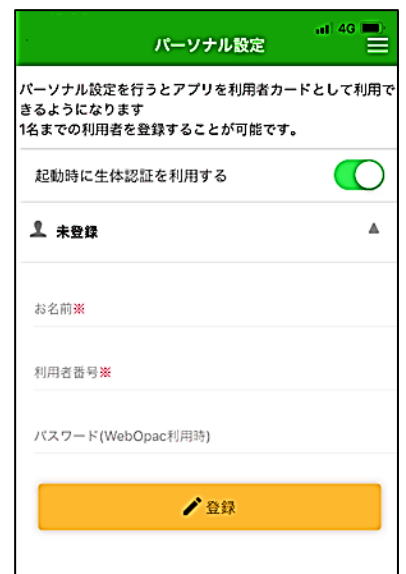 4G
パーソナル設定
パーソナル設定を行うとアプリを利用者カードとして利用で
きるようになります
1名までの利用者を登録することが可能です。
起動時に生体認証を利用する
未登録
お名前※
利用者番号※
パスワード(WebOpac利用時)
登録